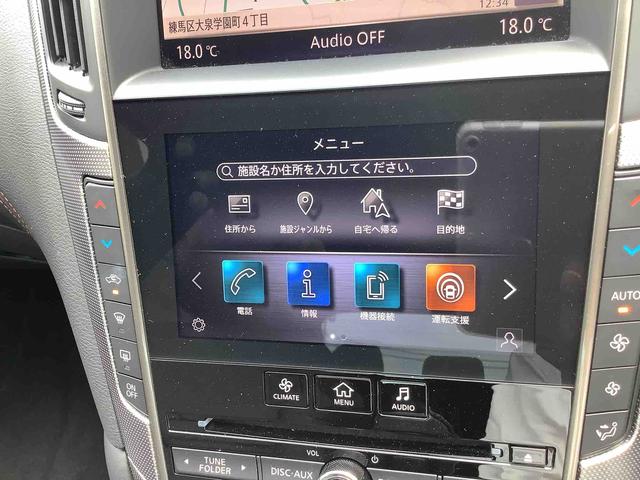 12:34
練馬区大泉学園町4丁目
18.0℃
Audio OFF
18.0℃
メニュー
施設名か住所を入力してください。
住所から 施設ジャンルから 自宅へ帰る 目的地
電話 情報 機器接続 運転支援
AUTO
ON OFF
CLIMATE MENU AUDIO
VOL
TUNE FOLDER
DISC·AUX